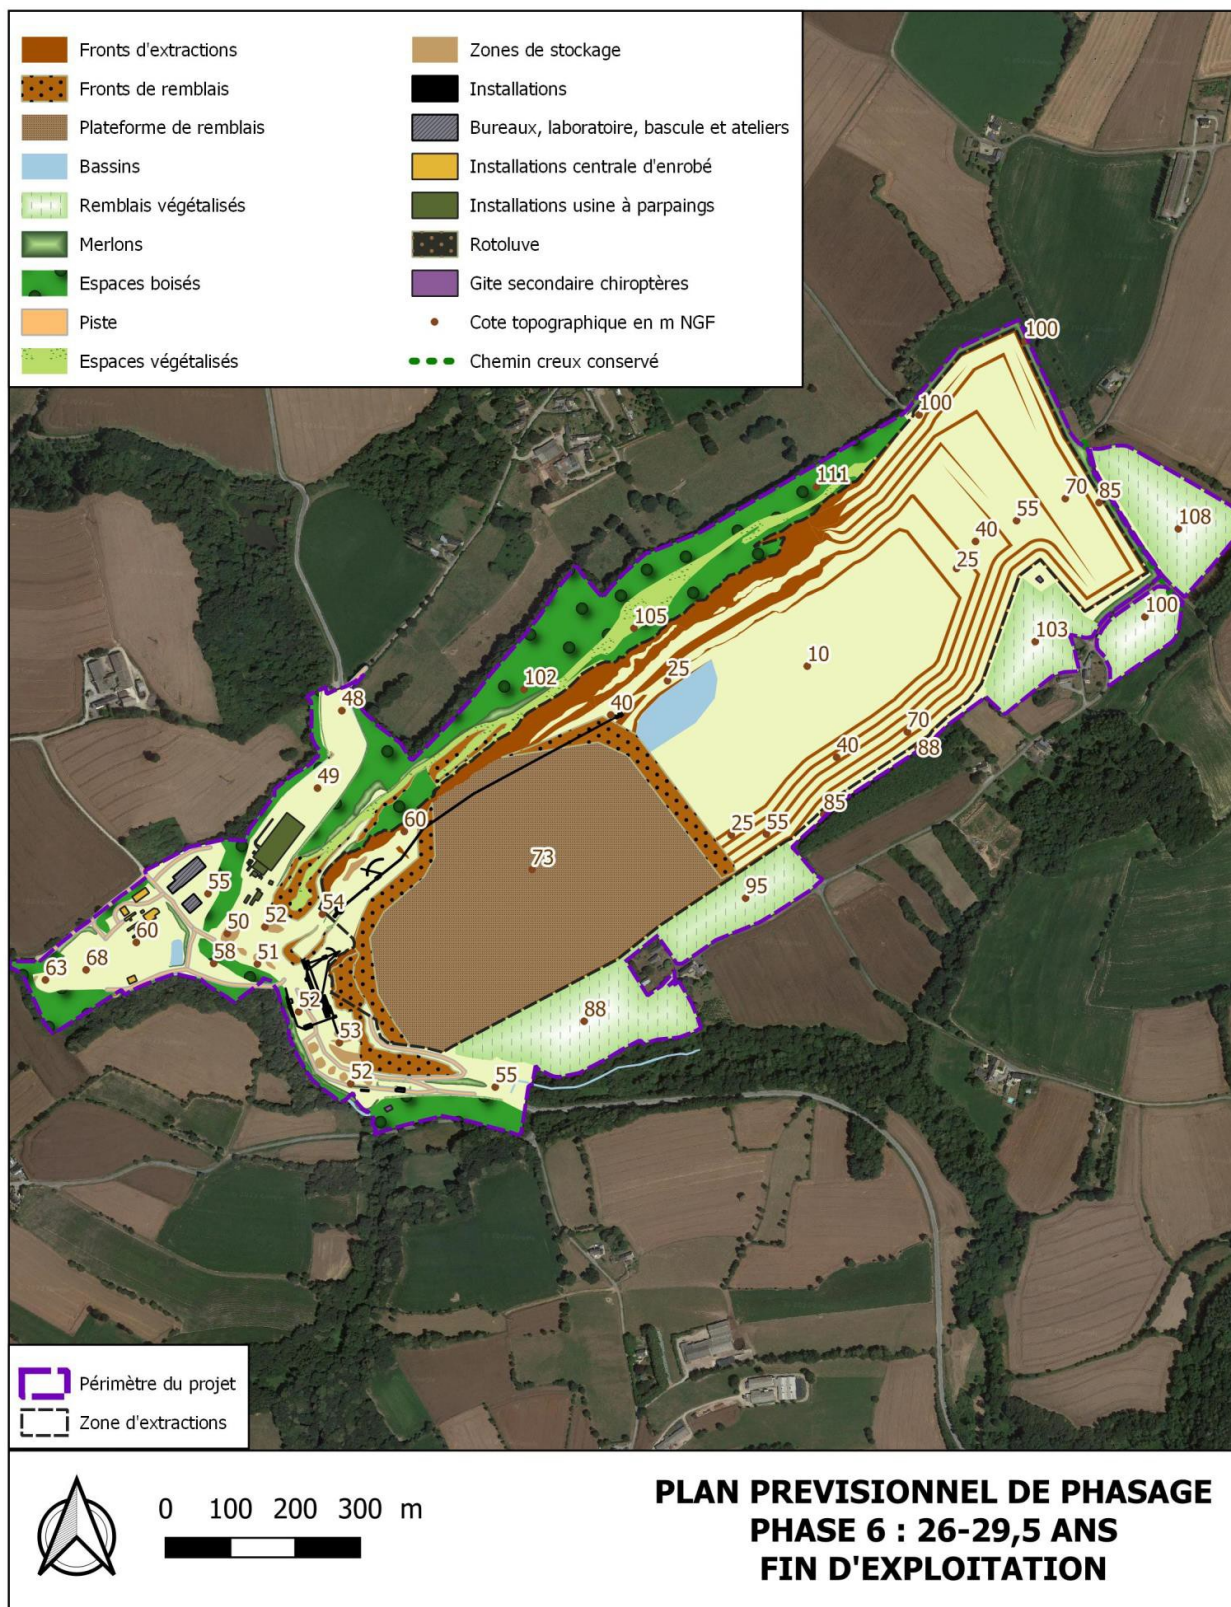 Fronts d'extractions
Fronts de remblais
Plateforme de remblais
Bassins
Remblais végétalisés
Merlons
Espaces boisés
Piste
Espaces végétalisés
Zones de stockage
Installations
Bureaux, laboratoire, bascule et ateliers
Installations centrale d'enrobé
Installations usine à parpaings
Rotoluve
Gite secondaire chiroptères
Cote topographique en m NGF
Chemin creux conservé
100
100
111
70
85
108
55
40
25
100
103
105
10
102
25
40
48
70
88
40
49
85
60
25
55
73
95
55
54
52
50
60
51
58
68
63
52
88
53
52
55
Périmètre du projet
Zone d'extractions
0 100 200 300 m
PLAN PREVISIONNEL DE PHASAGE
PHASE 6 : 26-29,5 ANS
FIN D'EXPLOITATION